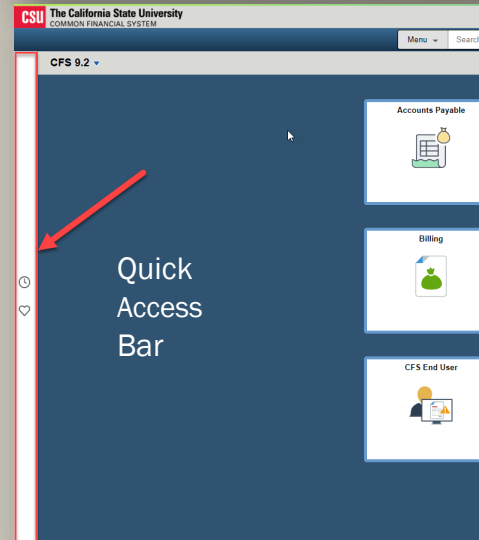 CSU The California State University
COMMON FINANCIAL SYSTEM
Menu Search
CFS 9.2
Accounts Payable
Quick
Access
Bar
Billing
CFS End User